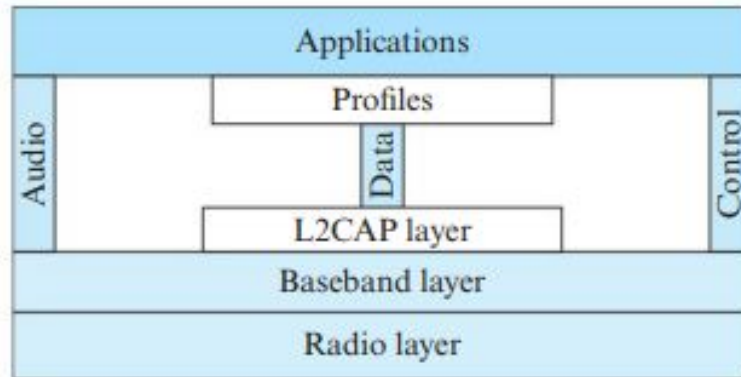 Applications
Profiles
Audio
Data
Control
L2CAP layer
Baseband layer
Radio layer